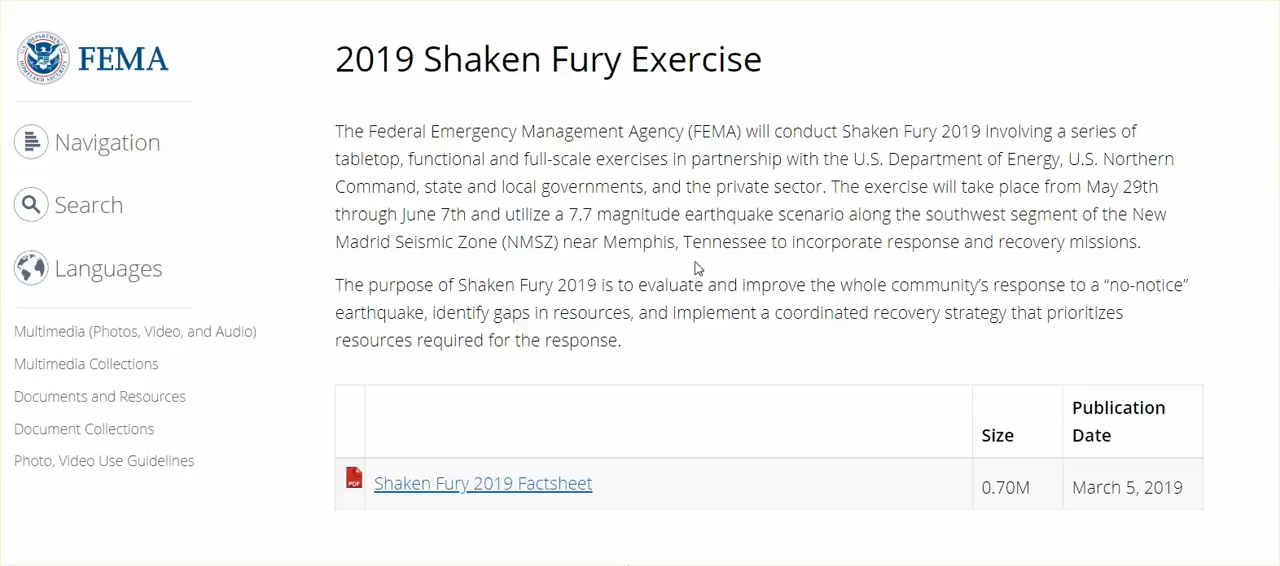 FEMA
Navigation
Search
Languages
Multimedia (Photos, Video, and Audio)
Multimedia Collections
Documents and Resources
Document Collections
Photo, Video Use Guidelines
2019 Shaken Fury Exercise
The Federal Emergency Management Agency (FEMA) will conduct Shaken Fury 2019 involving a series of
tabletop, functional and full-scale exercises in partnership with the U.S. Department of Energy, U.S. Northern
Command, state and local governments, and the private sector. The exercise will take place from May 29th
through June 7th and utilize a 7.7 magnitude earthquake scenario along the southwest segment of the New
Madrid Seismic Zone (NMSZ) near Memphis, Tennessee to incorporate response and recovery missions.
The purpose of Shaken Fury 2019 is to evaluate and improve the whole community’s response to a “no-notice”
earthquake, identify gaps in resources, and implement a coordinated recovery strategy that prioritizes
resources required for the response.
Publication
Size Date
PDF Shaken Fury 2019 Factsheet 0.70M March 5, 2019